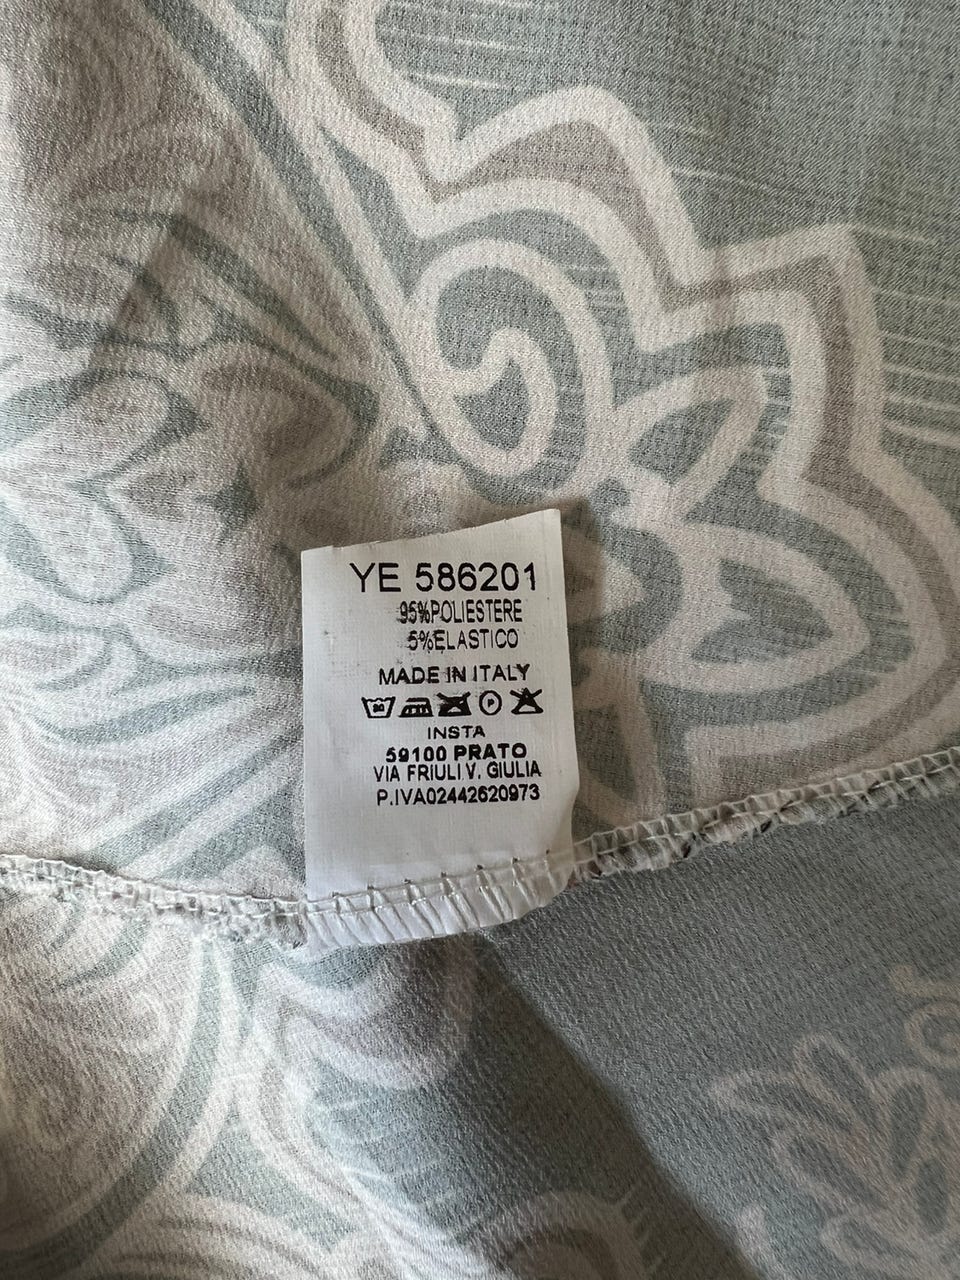 YE 586201
95%POLIESTERE
5%ELASTICO
MADE IN ITALY
INSTA
59100 PRATO
VIA FRIULI V. GIULIA
P.IVA02442620973